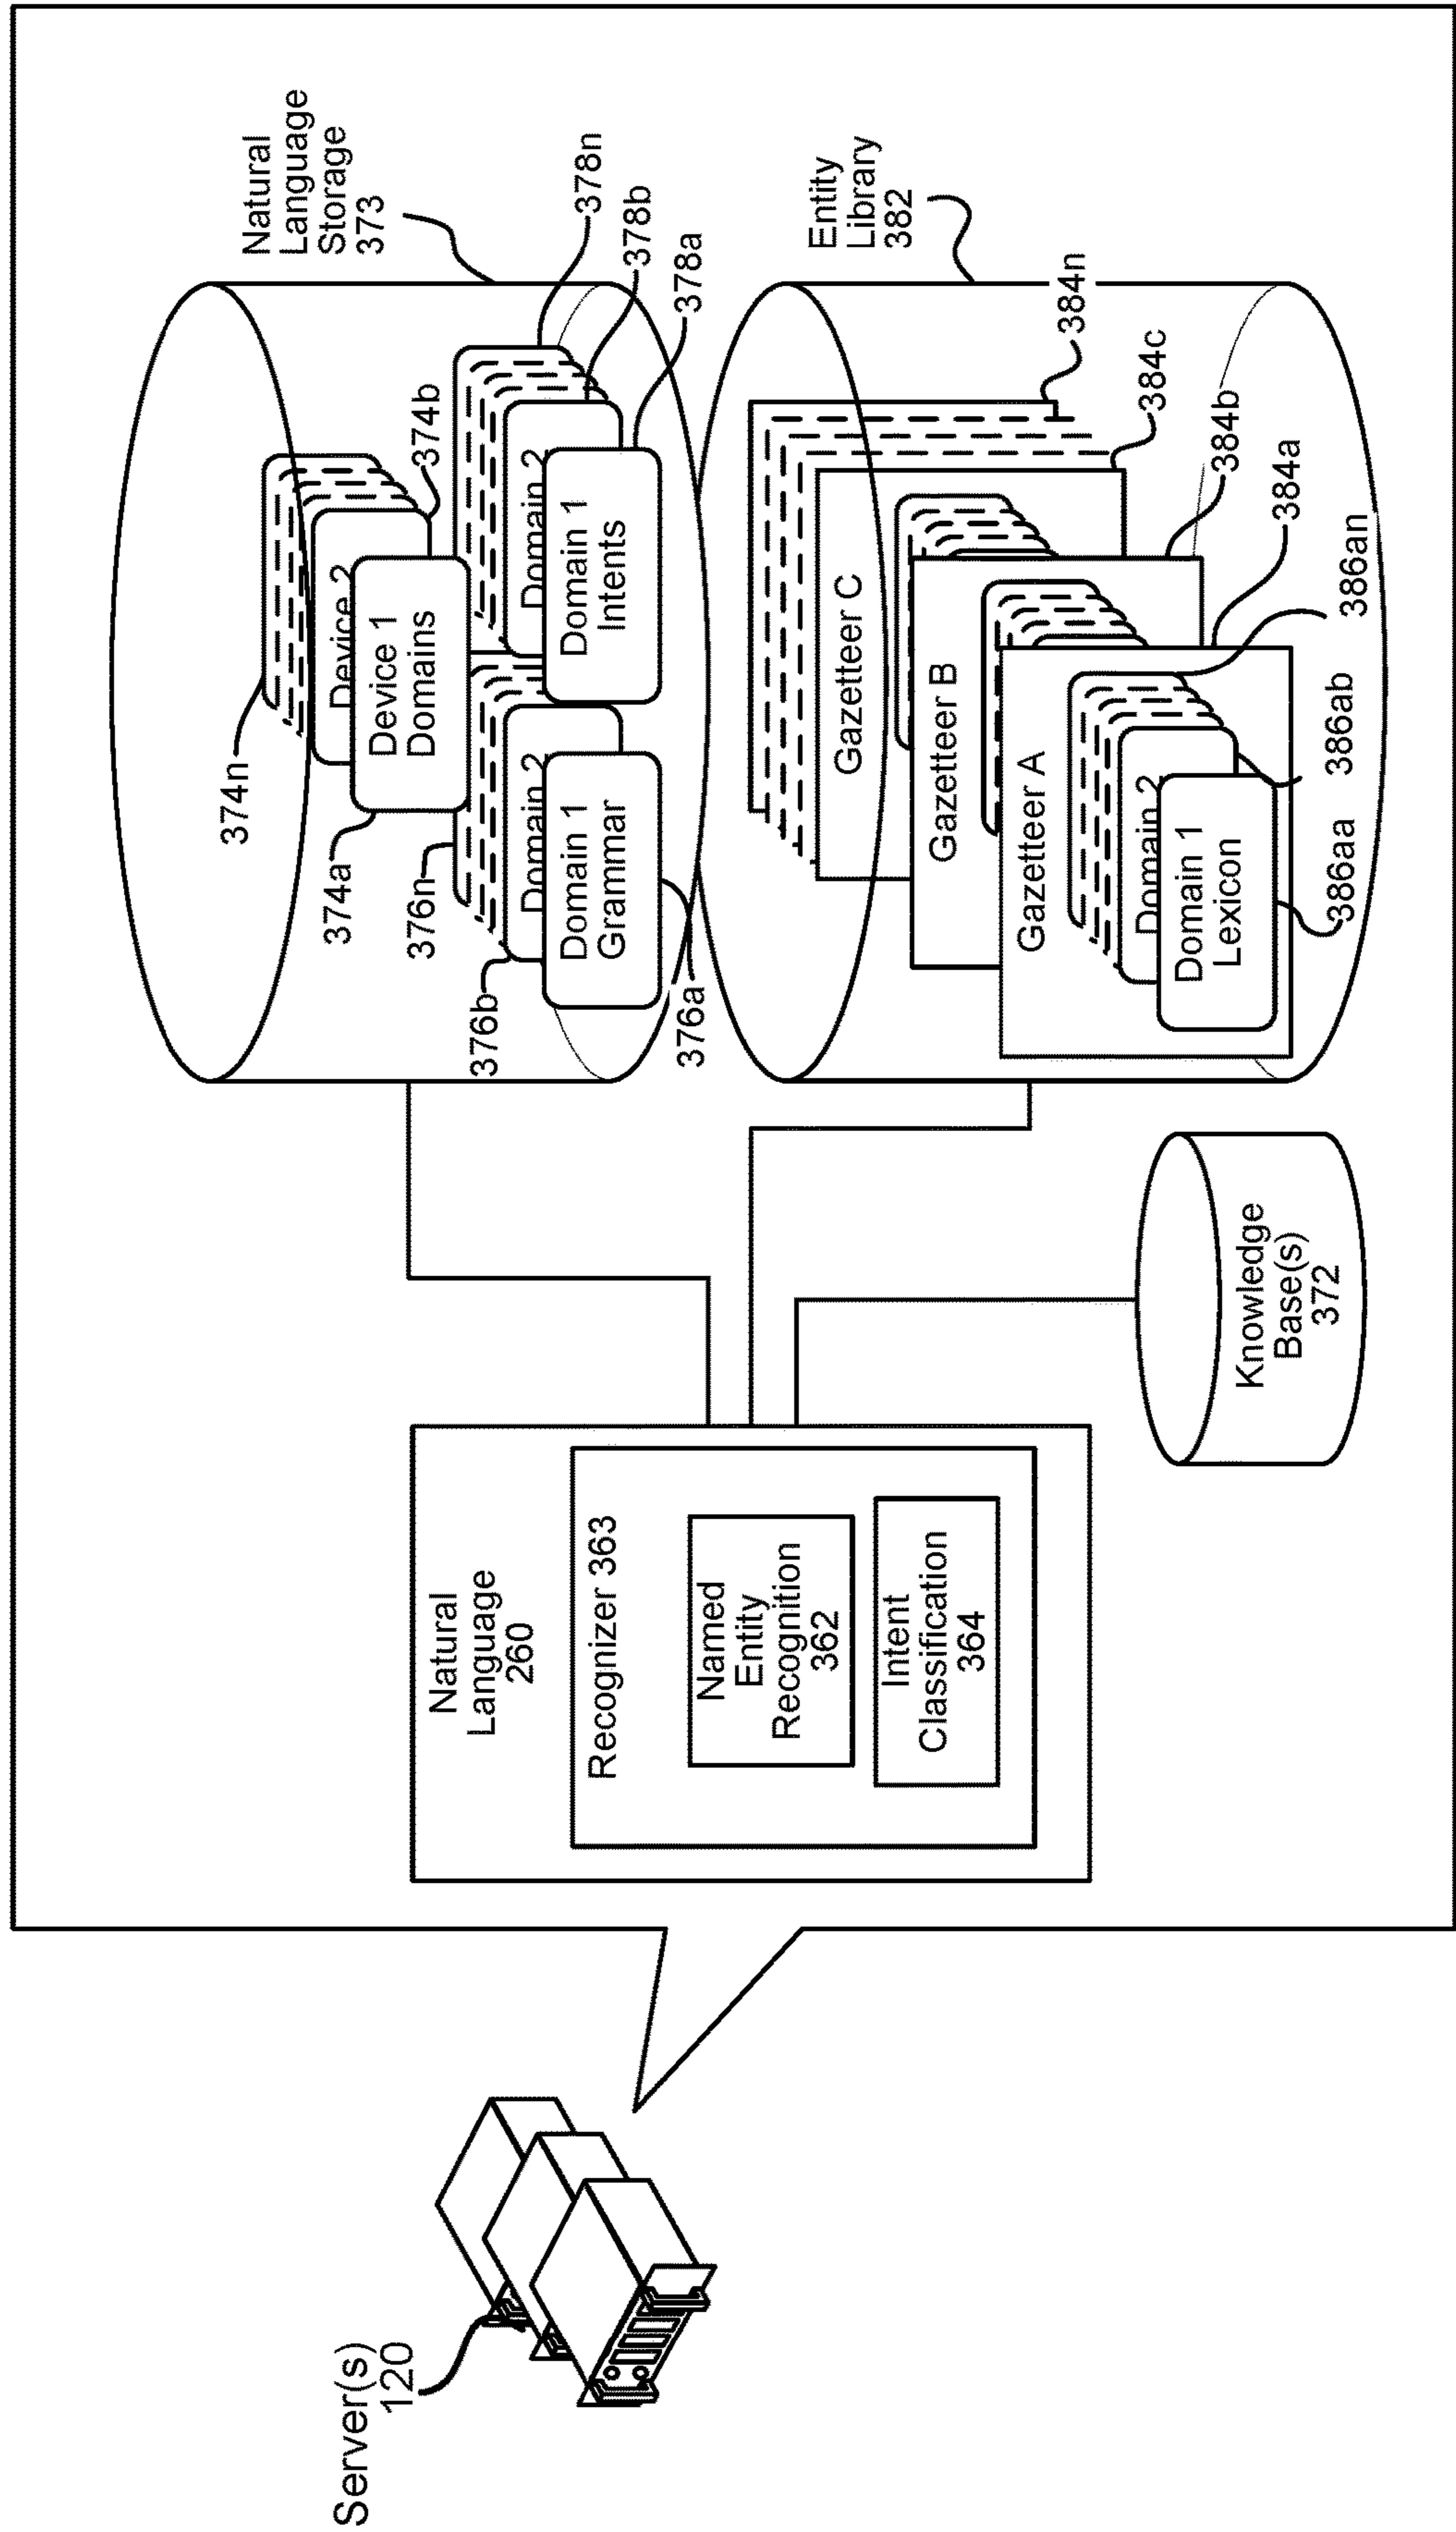 Server(s)
120
Natural
Language
260
Recognizer 363
Named
Entity
Recognition
362
Intent
Classification
364
Knowledge
Base(s)
372
Natural
Language
Storage
373
374n
374a
374b
Device 2
Device 1
Domains
376n
376b
376a
Domain 2
Domain 1
Grammar
378n
378b
378a
Domain 2
Domain 1
Intents
Entity
Library
382
384n
384c
384b
384a
Gazetteer C
Gazetteer B
Gazetteer A
Domain 2
Domain 1
Lexicon
386an
386ab
386aa